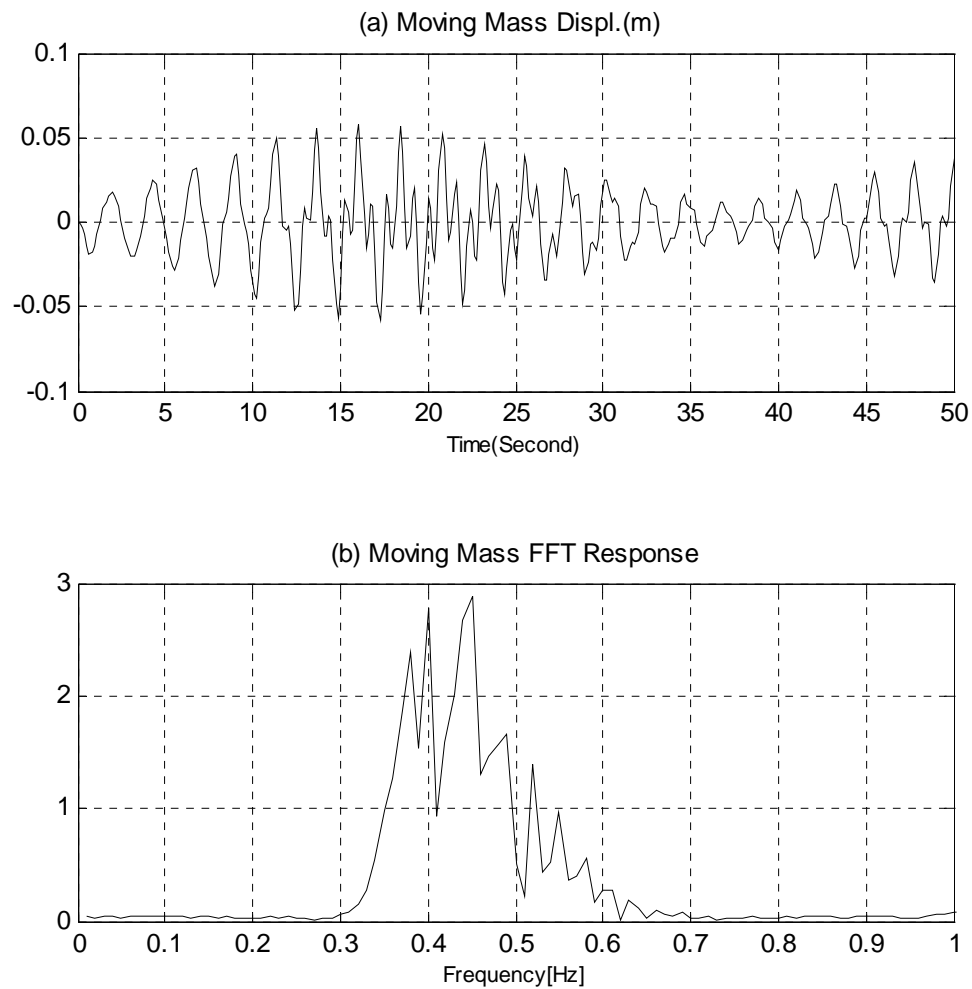 (a) Moving Mass Displ.(m)
0.1
0.05
0
-0.05
-0.1
0 5 10 15 20 25 30 35 40 45 50
Time(Second)
(b) Moving Mass FFT Response
3
2
1
0
0 0.1 0.2 0.3 0.4 0.5 0.6 0.7 0.8 0.9 1
Frequency[Hz]